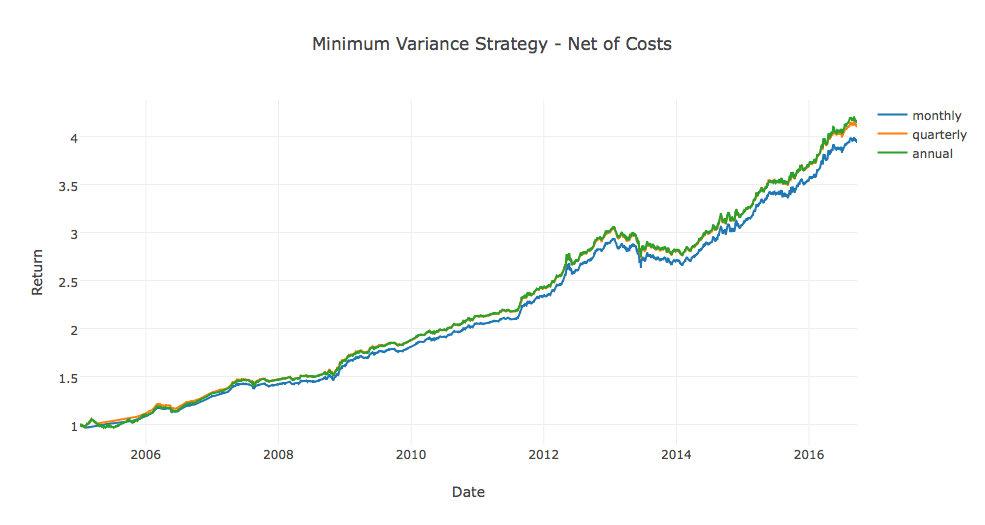 Minimum Variance Strategy - Net of Costs
monthly
quarterly
annual
4
3.5
3
2.5
2
1.5
1
Return
2006
2008
2010
2012
2014
2016
Date